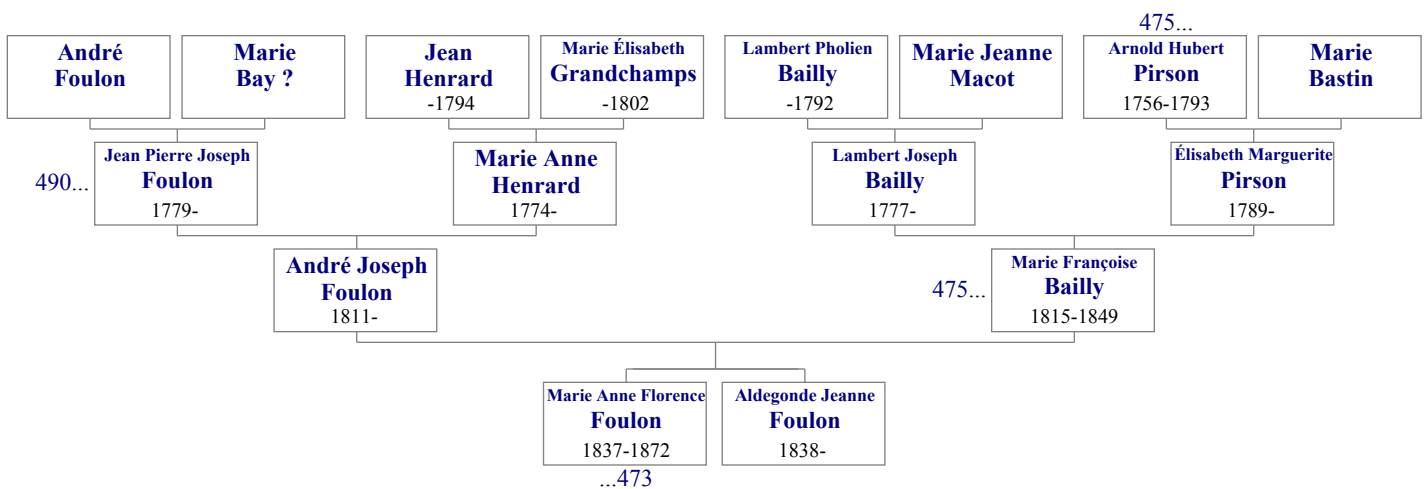 475...
André
Foulon
Marie
Bay ?
Jean
Henrard
-1794
Marie Élisabeth
Grandchamps
-1802
Lambert Pholien
Bailly
-1792
Marie Jeanne
Macot
Arnold Hubert
Pirson
1756-1793
Marie
Bastin
490...
Jean Pierre Joseph
Foulon
1779-
Marie Anne
Henrard
1774-
Lambert Joseph
Bailly
1777-
Élisabeth Marguerite
Pirson
1789-
André Joseph
Foulon
1811-
475...
Marie Françoise
Bailly
1815-1849
Marie Anne Florence
Foulon
1837-1872
...473
Aldegonde Jeanne
Foulon
1838-